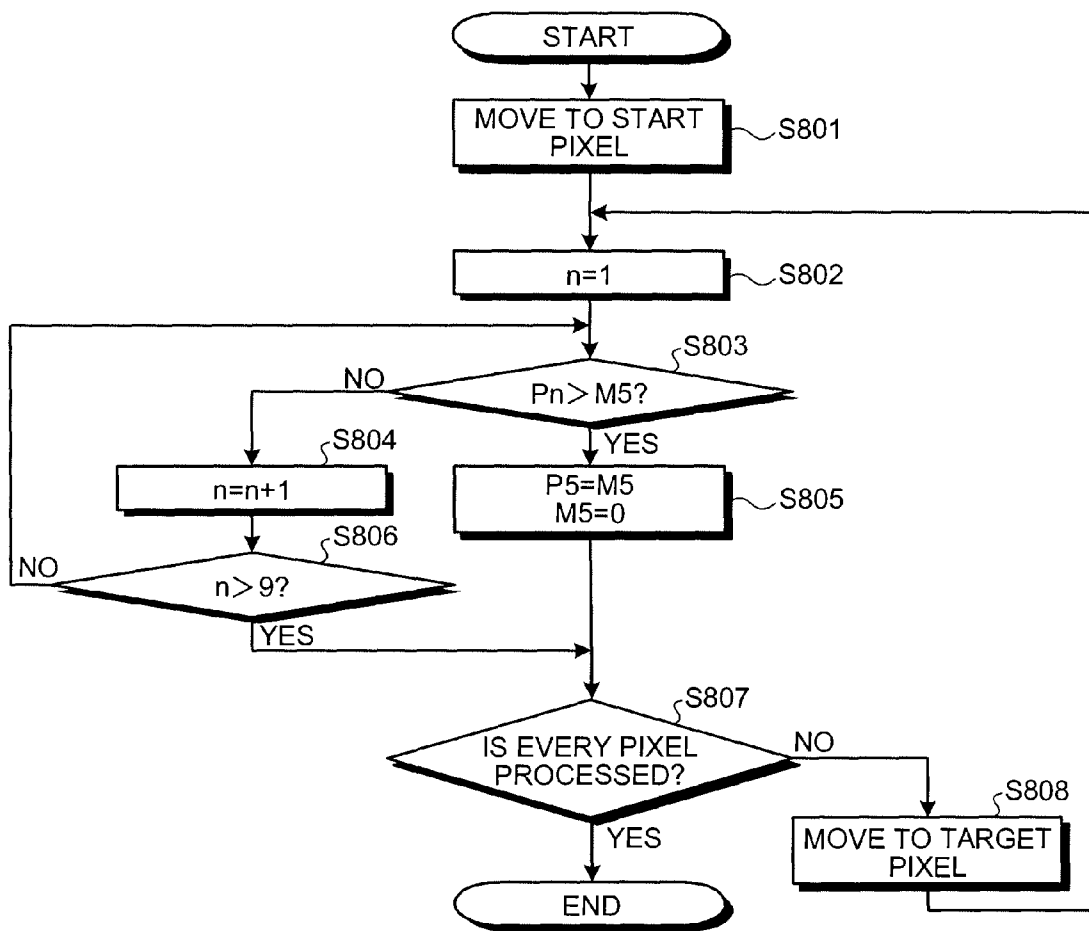 START
MOVE TO START
PIXEL
S801
n=1
S802
S803
NO
Pn＞M5?
YES
S804
n=n+1
P5=M5
M5=0
S805
S806
NO
n＞9?
YES
S807
IS EVERY PIXEL
PROCESSED?
NO
S808
MOVE TO TARGET
PIXEL
YES
END